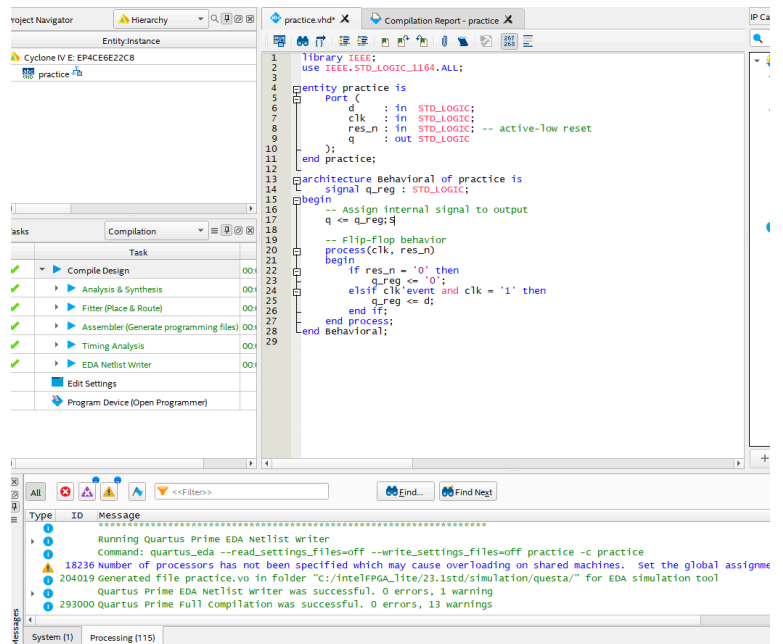 Project Navigator Hierarchy
Entity:Instance
Cyclone IV E: EP4CE6E22C8
practice
Tasks Compilation
Task
Compile Design 00:
Analysis & Synthesis 00:
Fitter (Place & Route) 00:
Assembler (Generate programming files) 00:
Timing Analysis 00:
EDA Netlist Writer 00:
Edit Settings
Program Device (Open Programmer)
practice.vhd* Compilation Report - practice
267
268
1 library IEEE;
2 use IEEE.STD_LOGIC_1164.ALL;
3
4 entity practice is
5 Port (
6 d : in STD_LOGIC;
7 clk : in STD_LOGIC;
8 res_n : in STD_LOGIC; -- active-low reset
9 q : out STD_LOGIC
10 );
11 end practice;
12
13 architecture Behavioral of practice is
14 signal q_reg : STD_LOGIC;
15 begin
16 -- Assign internal signal to output
17 q <= q_reg;S
18
19 -- Flip-flop behavior
20 process(clk, res_n)
21 begin
22 if res_n = '0' then
23 q_reg <= '0';
24 elsif clk'event and clk = '1' then
25 q_reg <= d;
26 end if;
27 end process;
28 end Behavioral;
29
IP Ca
All <<Filter>> Find... Find Next
Type ID Message
*******************************************************************
Running Quartus Prime EDA Netlist Writer
Command: quartus_eda --read_settings_files=off --write_settings_files=off practice -c practice
18236 Number of processors has not been specified which may cause overloading on shared machines. Set the global assignme
204019 Generated file practice.vo in folder "C:/intelFPGA_lite/23.1std/simulation/questa/" for EDA simulation tool
Quartus Prime EDA Netlist Writer was successful. 0 errors, 1 warning
293000 Quartus Prime Full Compilation was successful. 0 errors, 13 warnings
Messages
System (1) Processing (115)